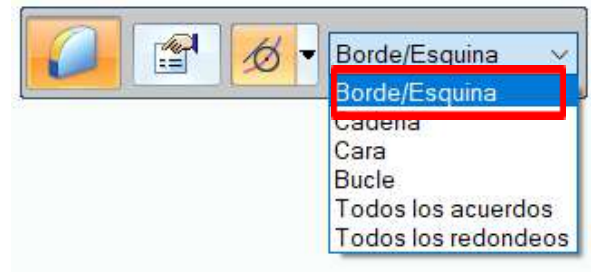 Borde/Esquina
Borde/Esquina
Cadena
Cara
Bucle
Todos los acuerdos
Todos los redondeos